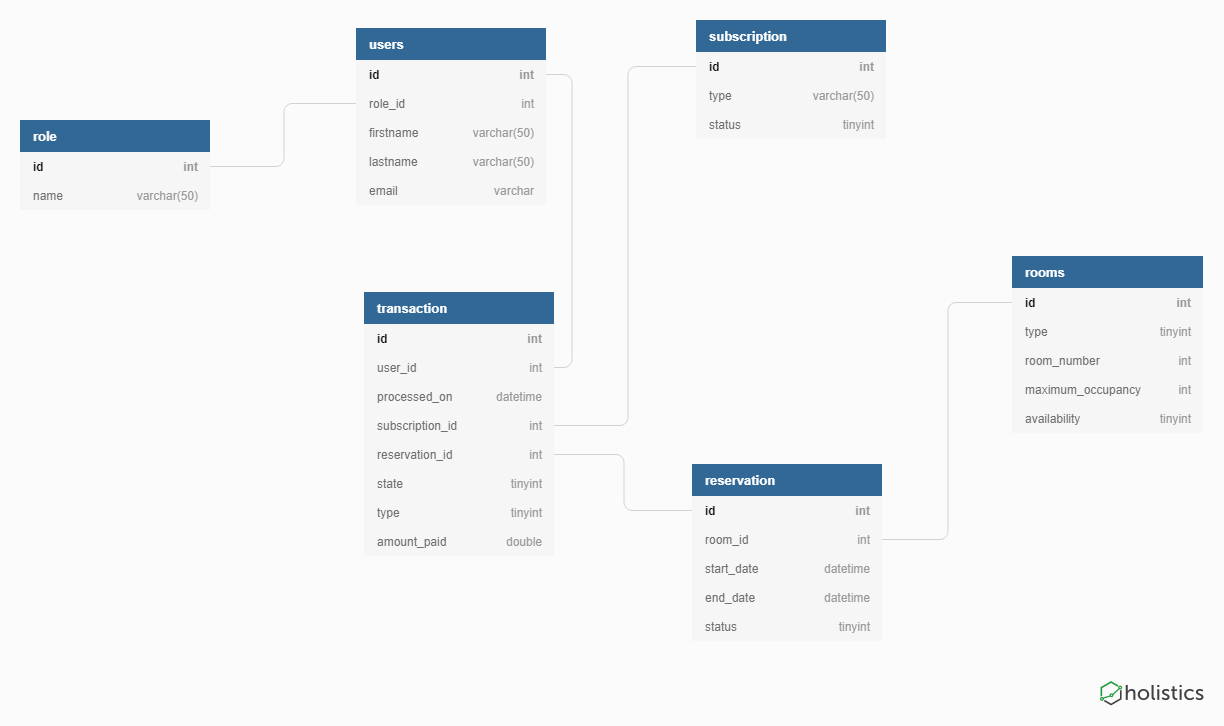 role
id int
name varchar(50)
users
id int
role_id int
firstname varchar(50)
lastname varchar(50)
email varchar
subscription
id int
type varchar(50)
status tinyint
transaction
id int
user_id int
processed_on datetime
subscription_id int
reservation_id int
state tinyint
type tinyint
amount_paid double
reservation
id int
room_id int
start_date datetime
end_date datetime
status tinyint
rooms
id int
type tinyint
room_number int
maximum_occupancy int
availability tinyint
holistics